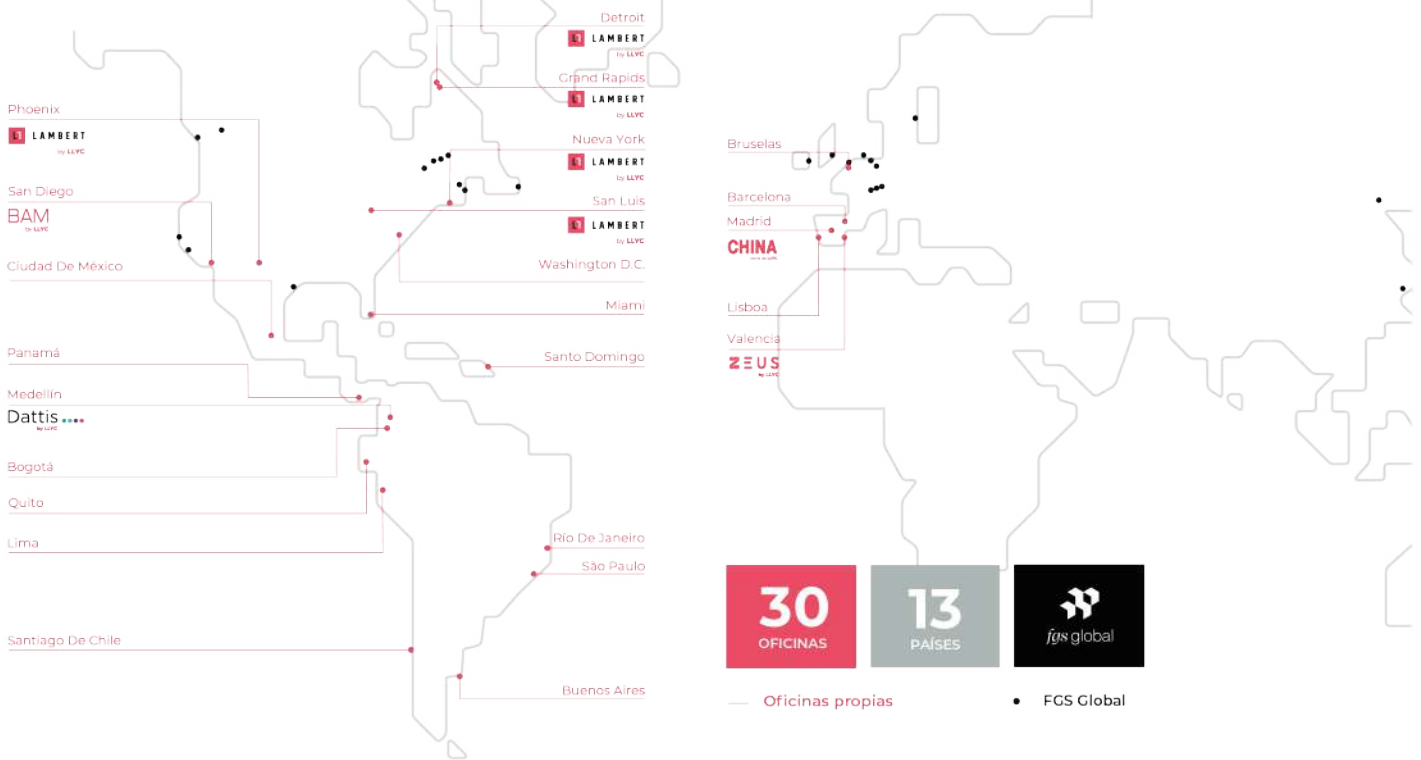 Phoenix
LAMBERT
by LLYC
San Diego
BAM
by LLYC
Ciudad De México
Panamá
Medellín
Dattis
by LLYC
Bogotá
Quito
Lima
Santiago De Chile
Detroit
LAMBERT
by LLYC
Grand Rapids
LAMBERT
by LLYC
Nueva York
LAMBERT
by LLYC
San Luis
LAMBERT
by LLYC
Washington D.C.
Miami
Santo Domingo
Río De Janeiro
São Paulo
Buenos Aires
Bruselas
Barcelona
Madrid
CHINA
Lisboa
Valencia
ZEUS
by LLYC
30
OFICINAS
13
PAÍSES
fgs global
Oficinas propias
FGS Global